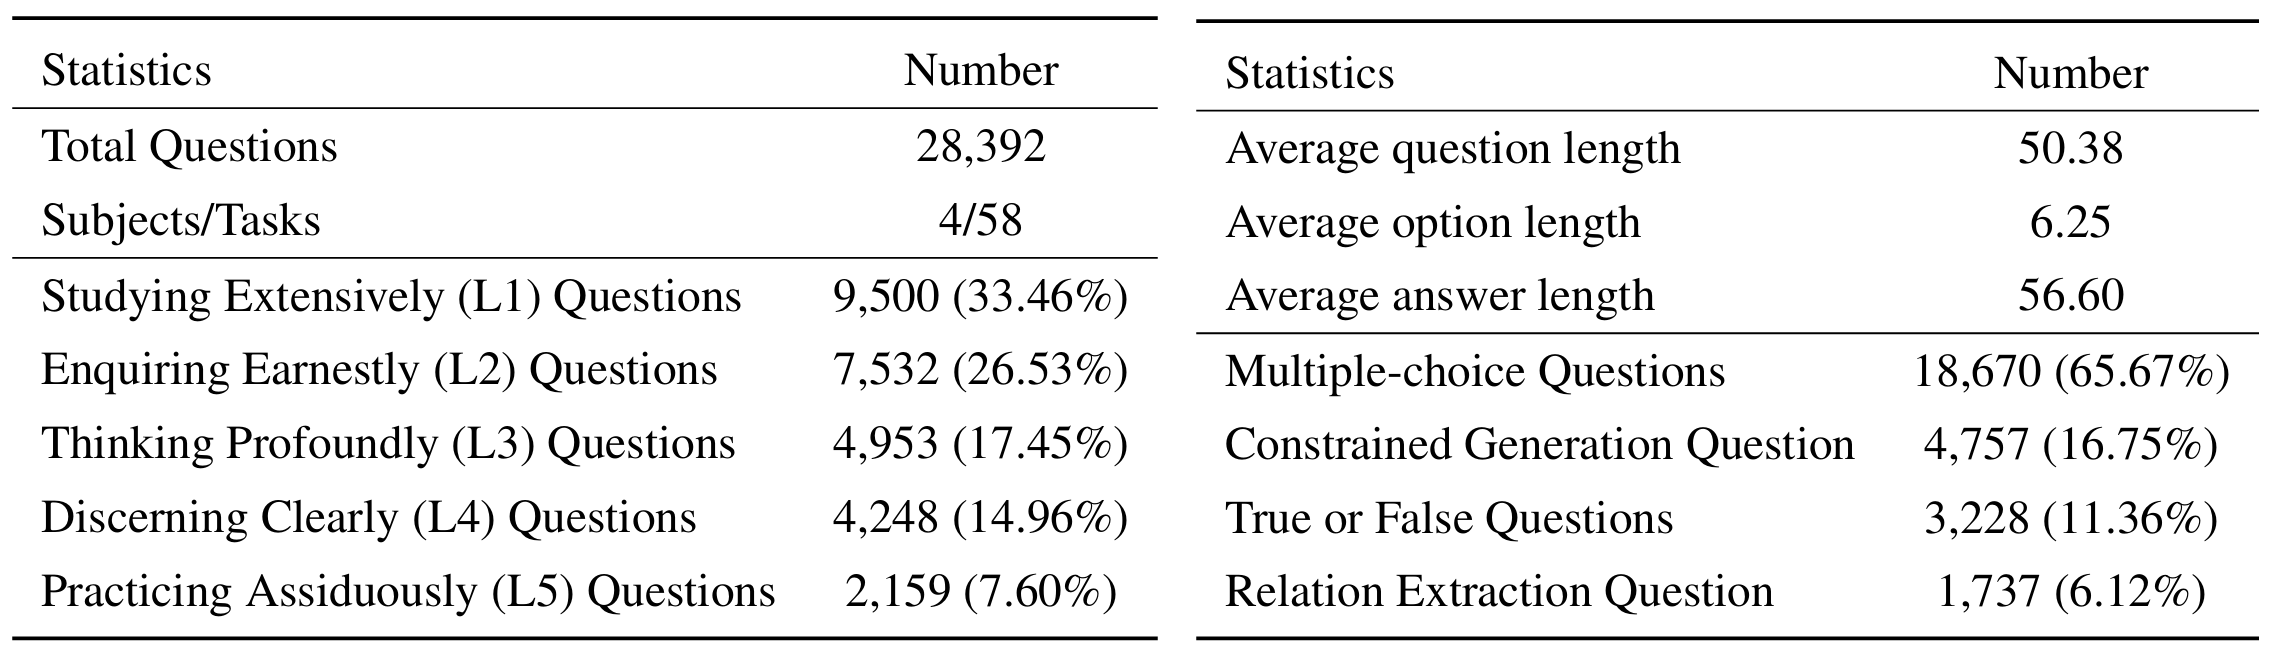 Statistics Number
Total Questions 28,392
Subjects/Tasks 4/58
Studying Extensively (L1) Questions 9,500 (33.46%)
Enquiring Earnestly (L2) Questions 7,532 (26.53%)
Thinking Profoundly (L3) Questions 4,953 (17.45%)
Discerning Clearly (L4) Questions 4,248 (14.96%)
Practicing Assiduously (L5) Questions 2,159 (7.60%)
Statistics Number
Average question length 50.38
Average option length 6.25
Average answer length 56.60
Multiple-choice Questions 18,670 (65.67%)
Constrained Generation Question 4,757 (16.75%)
True or False Questions 3,228 (11.36%)
Relation Extraction Question 1,737 (6.12%)